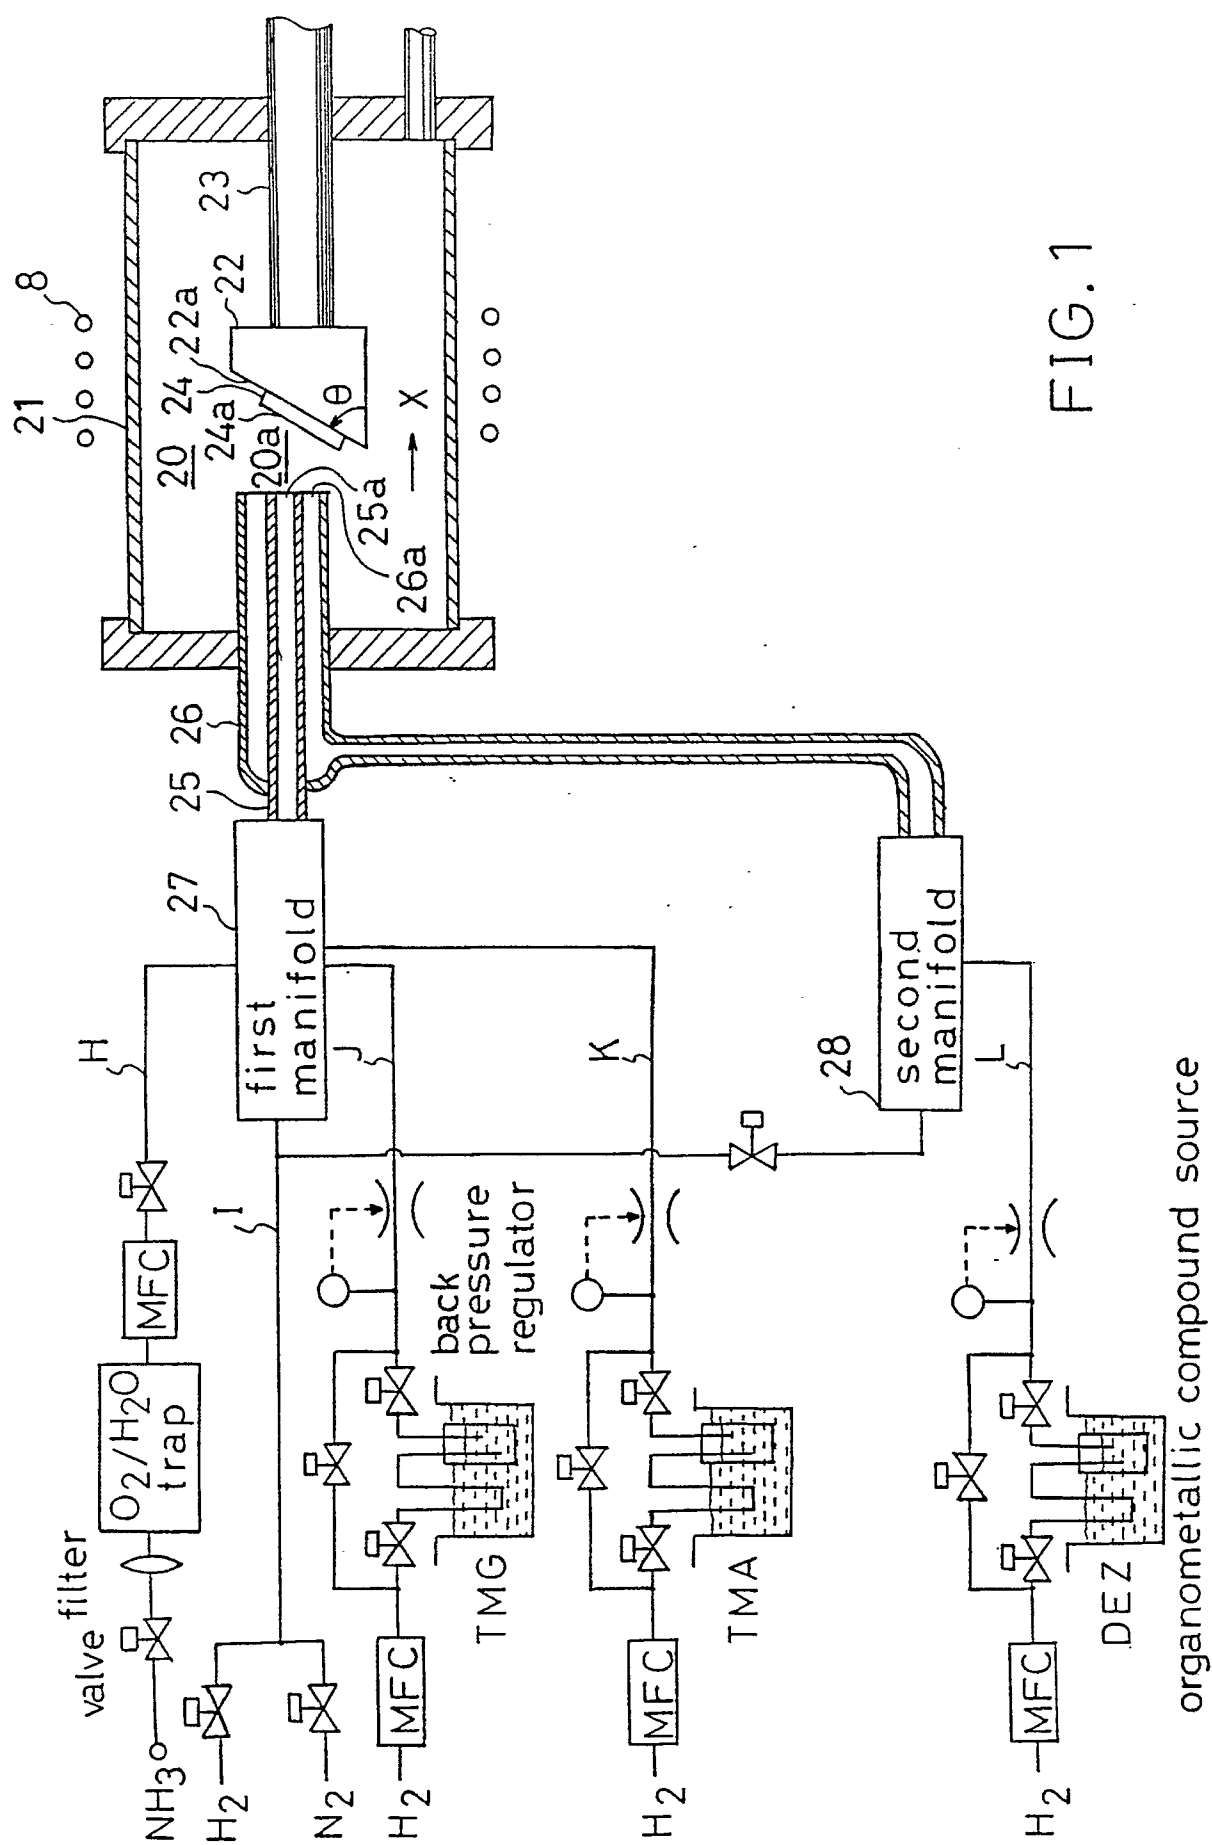 FIG. 1
8
21
20
24a
24
22a
22
23
20a
θ
X
25a
26a
26
25
27
first
manifold
28
second
manifold
H
I
J
K
L
MFC
O2/H2O
trap
filter
valve
NH3
H2
N2
H2
MFC
TMG
back
pressure
regulator
H2
MFC
TMA
H2
MFC
DEZ
organometallic compound source